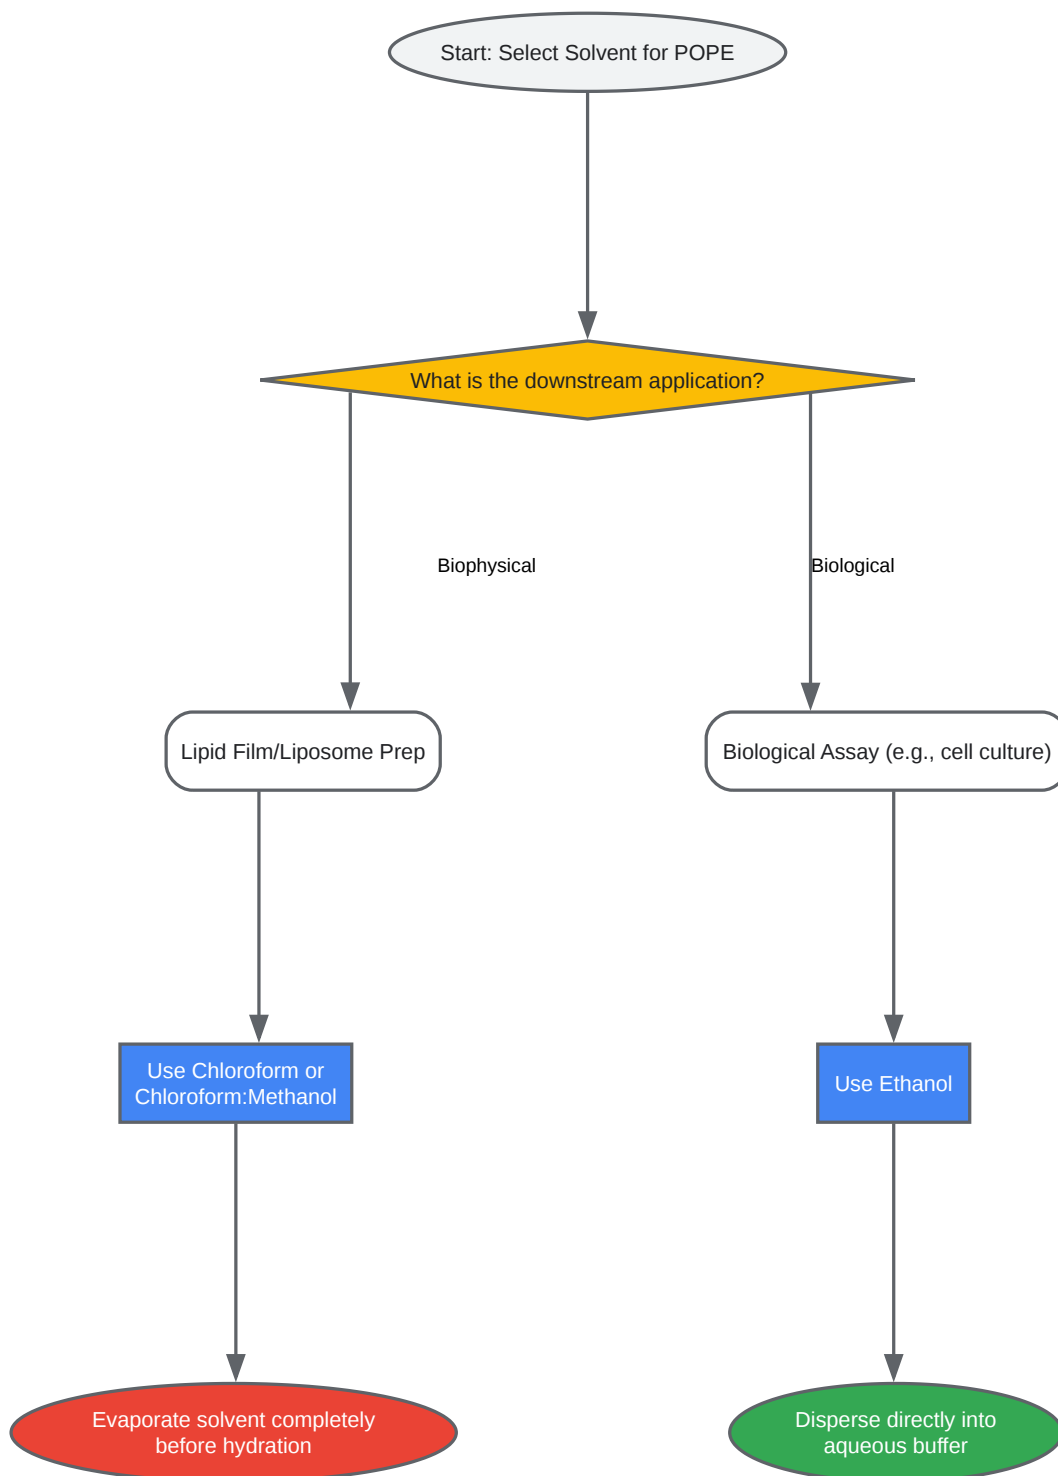 Start: Select Solvent for POPE
What is the downstream application?
Biophysical
Biological
Lipid Film/Liposome Prep
Biological Assay (e.g., cell culture)
Use Chloroform or
Chloroform:Methanol
Use Ethanol
Evaporate solvent completely
before hydration
Disperse directly into
aqueous buffer